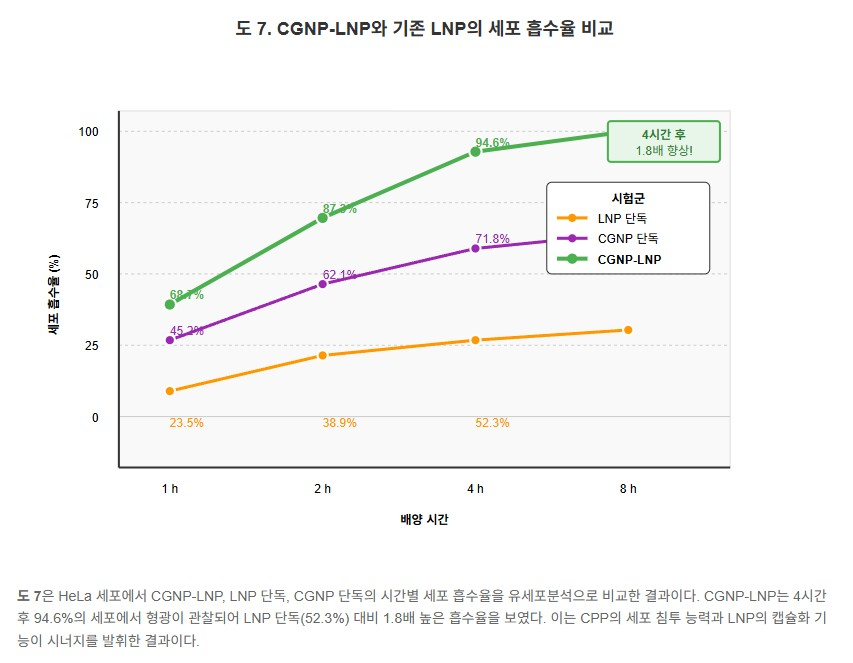 도 7. CGNP-LNP와 기존 LNP의 세포 흡수율 비교
100
75
50
25
0
세포 흡수율 (%)
68.7%
87.3%
94.6%
45.2%
62.1%
71.8%
23.5%
38.9%
52.3%
4시간 후
1.8배 향상!
시험군
LNP 단독
CGNP 단독
CGNP-LNP
1 h
2 h
4 h
8 h
배양 시간
도 7은 HeLa 세포에서 CGNP-LNP, LNP 단독, CGNP 단독의 시간별 세포 흡수율을 유세포분석으로 비교한 결과이다. CGNP-LNP는 4시간
후 94.6%의 세포에서 형광이 관찰되어 LNP 단독(52.3%) 대비 1.8배 높은 흡수율을 보였다. 이는 CPP의 세포 침투 능력과 LNP의 캡슐화 기
능이 시너지를 발휘한 결과이다.